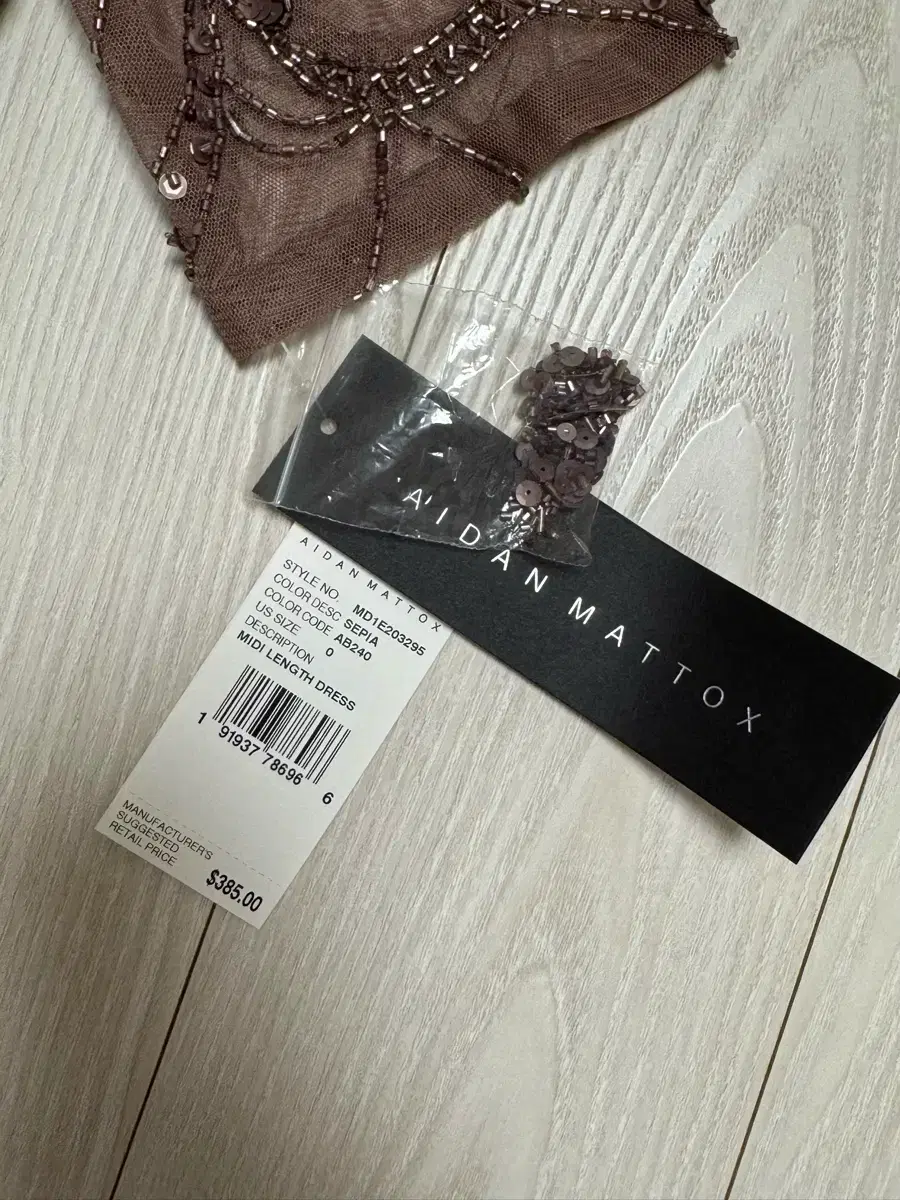 AIDAN MATTOX
AIDAN MATTOX
STYLE NO. MD1E203295
COLOR DESC SEPIA
COLOR CODE AB240
US SIZE 0
DESCRIPTION
MIDI LENGTH DRESS
1 91937 78696 6
MANUFACTURER'S
SUGGESTED
RETAIL PRICE
$385.00